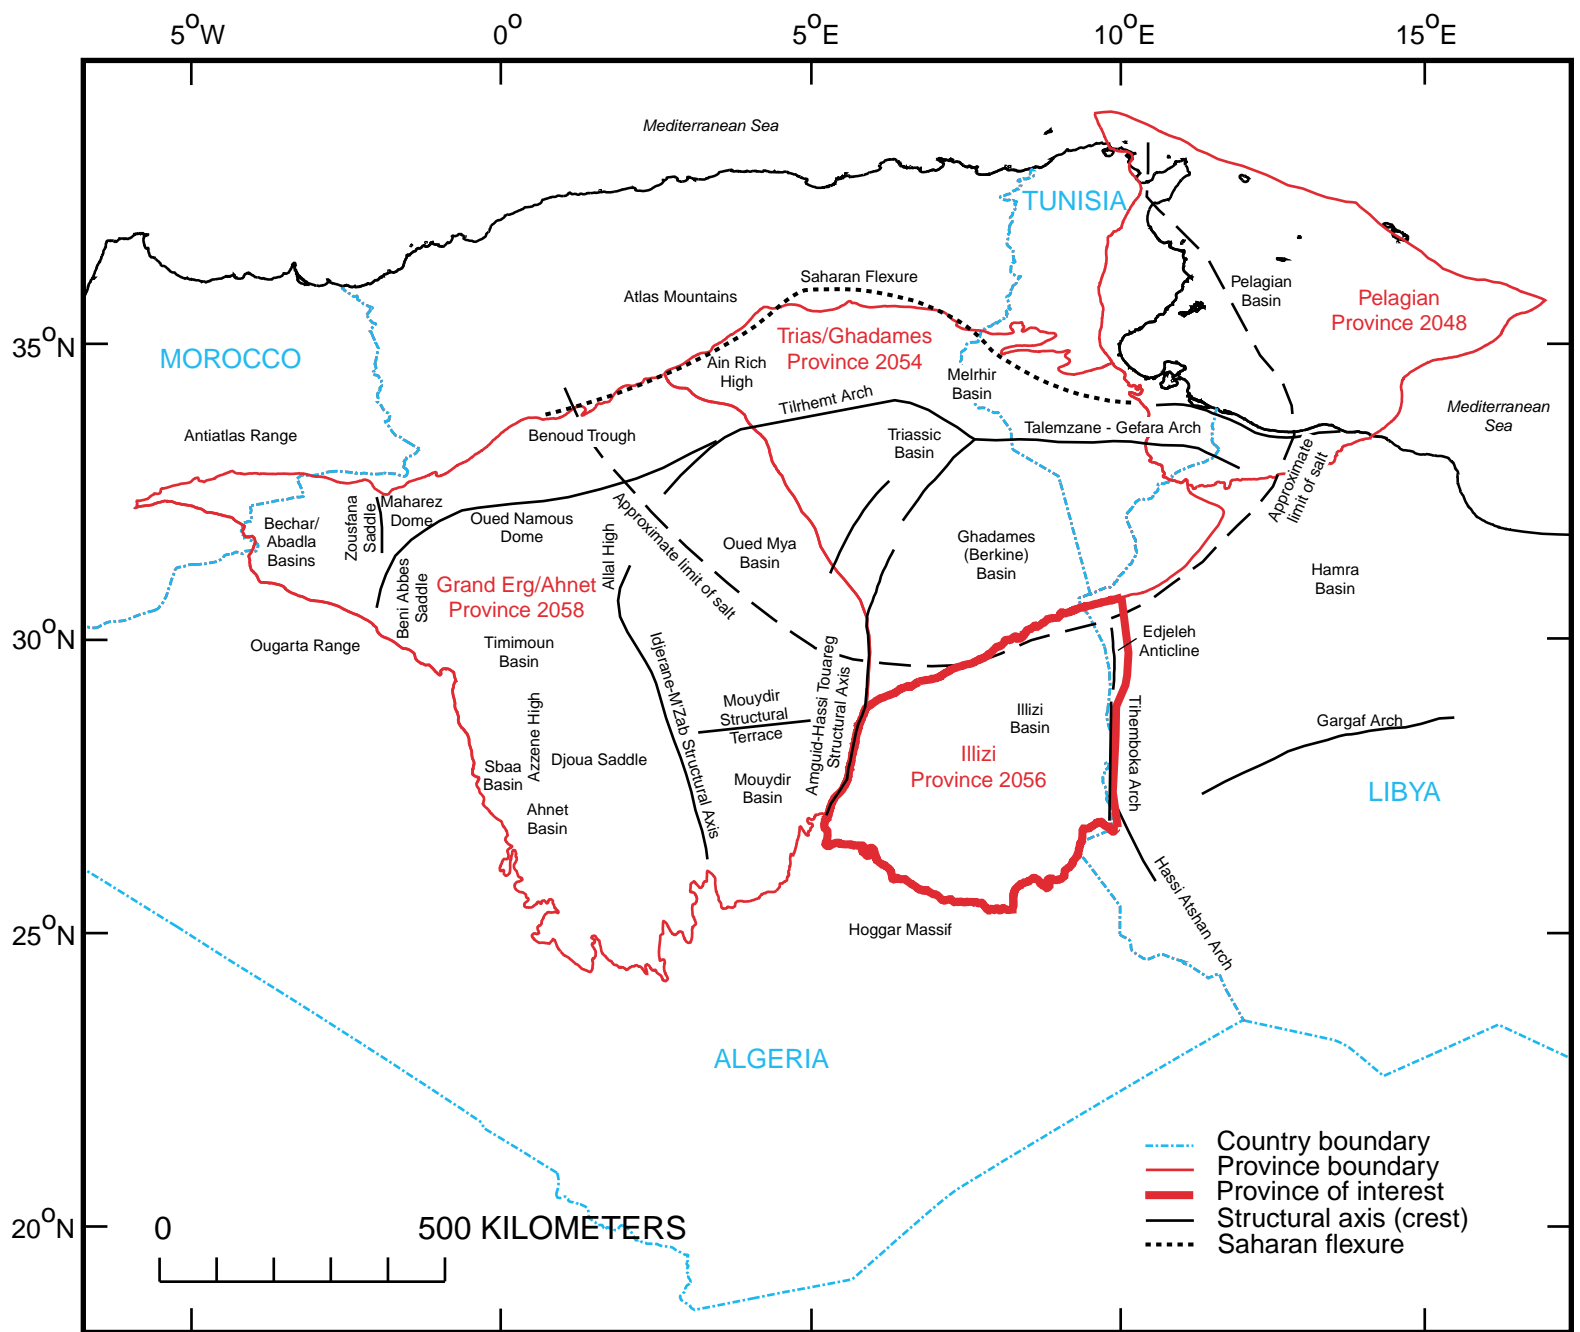 5°W
0°
5°E
10°E
15°E
Mediterranean Sea
TUNISIA
Saharan Flexure
Atlas Mountains
Pelagian
Basin
Pelagian
Province 2048
35°N
MOROCCO
Trias/Ghadames
Province 2054
Ain Rich
High
Melrhir
Basin
Tilrhemt Arch
Mediterranean
Sea
Antiatlas Range
Benoud Trough
Triassic
Basin
Talemzane - Gefara Arch
Approximate
limit of salt
Zousfana
Saddle
Maharez
Dome
Bechar/
Abadla
Basins
Oued Namous
Dome
Allal High
Approximate limit of salt
Oued Mya
Basin
Ghadames
(Berkine)
Basin
Hamra
Basin
Beni Abbes
Saddle
Grand Erg/Ahnet
Province 2058
30°N
Ougarta Range
Timimoun
Basin
Idjerane-M'Zab Structural Axis
Amguid-Hassi Touareg
Structural Axis
Edjeleh
Anticline
Mouydir
Structural
Terrace
Azzene High
Illizi
Basin
Tihemboka Arch
Gargaf Arch
Sbaa
Basin
Djoua Saddle
Mouydir
Basin
Illizi
Province 2056
LIBYA
Ahnet
Basin
Hassi Atshan Arch
25°N
Hoggar Massif
ALGERIA
Country boundary
Province boundary
Province of interest
Structural axis (crest)
Saharan flexure
20°N
0
500 KILOMETERS